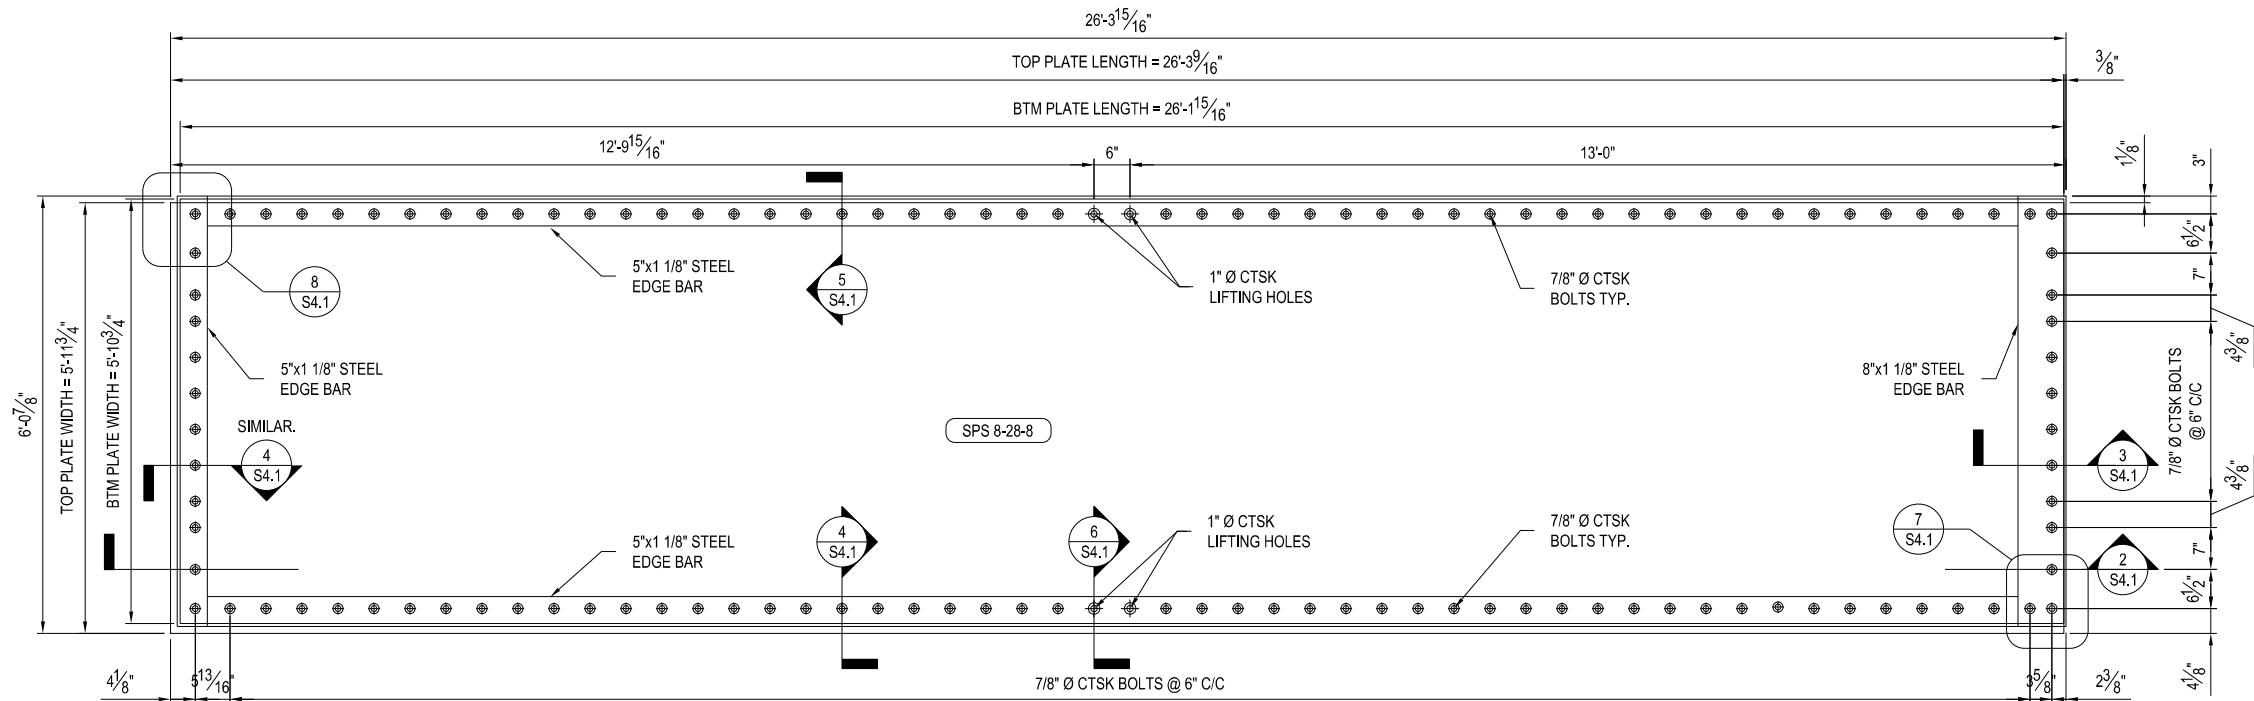 26'-3 15/16"
TOP PLATE LENGTH = 26'-3 9/16"
3/8"
BTM PLATE LENGTH = 26'-1 15/16"
12'-9 15/16"
6"
13'-0"
1 1/8"
3"
6 1/2"
7"
4 3/8"
7/8" Ø CTSK BOLTS
@ 6" C/C
4 3/8"
7"
6 1/2"
4 1/8"
6'-0 7/8"
TOP PLATE WIDTH = 5'-11 3/4"
BTM PLATE WIDTH = 5'-10 3/4"
8
S4.1
5"x1 1/8" STEEL
EDGE BAR
5
S4.1
1" Ø CTSK
LIFTING HOLES
7/8" Ø CTSK
BOLTS TYP.
5"x1 1/8" STEEL
EDGE BAR
8"x1 1/8" STEEL
EDGE BAR
SIMILAR.
4
S4.1
SPS 8-28-8
3
S4.1
5"x1 1/8" STEEL
EDGE BAR
4
S4.1
6
S4.1
1" Ø CTSK
LIFTING HOLES
7/8" Ø CTSK
BOLTS TYP.
7
S4.1
2
S4.1
4 1/8"
5 13/16"
7/8" Ø CTSK BOLTS @ 6" C/C
3 5/8"
2 3/8"